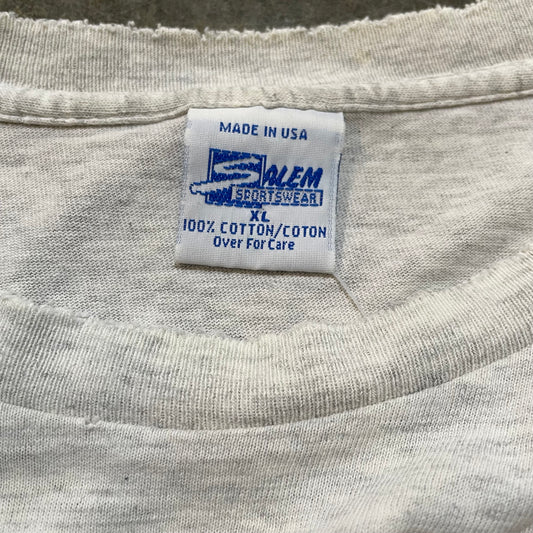 MADE IN USA
SALEM
SPORTSWEAR
XL
100% COTTON/COTON
Over For Care